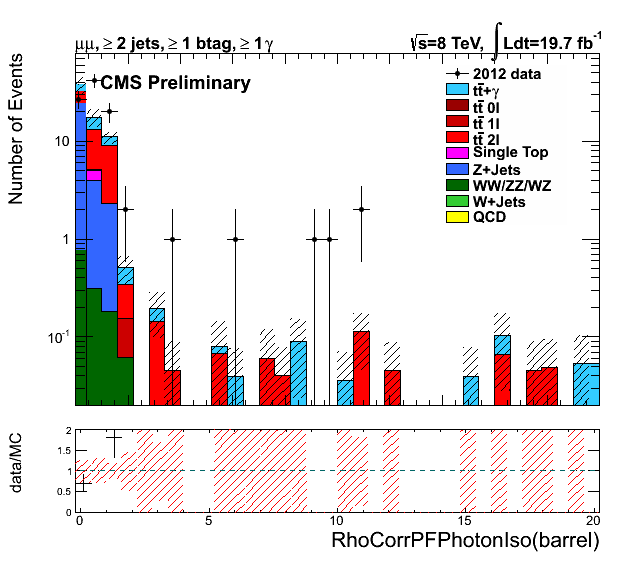 μμ, ≥ 2 jets, ≥ 1 btag, ≥ 1 γ
√s=8 TeV, ∫ Ldt=19.7 fb⁻¹
CMS Preliminary
2012 data
tt̄+γ
tt̄ 0l
tt̄ 1l
tt̄ 2l
Single Top
Z+Jets
WW/ZZ/WZ
W+Jets
QCD
Number of Events
10
1
10⁻¹
data/MC
2
1.5
1
0.5
0
0 5 10 15 20
RhoCorrPFPhotonIso(barrel)